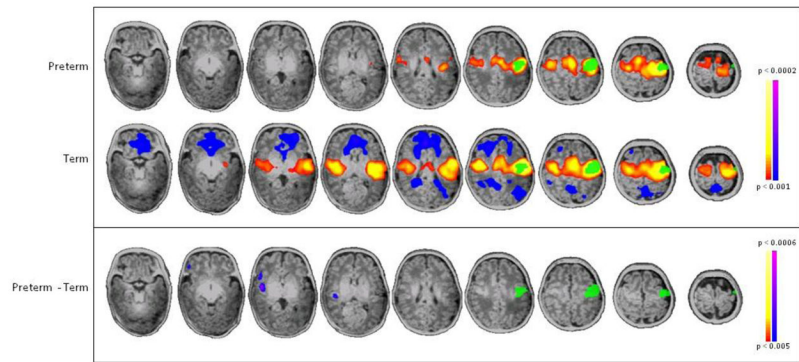 Preterm
p < 0.0002
Term
p < 0.001
p < 0.0006
Preterm - Term
p < 0.005